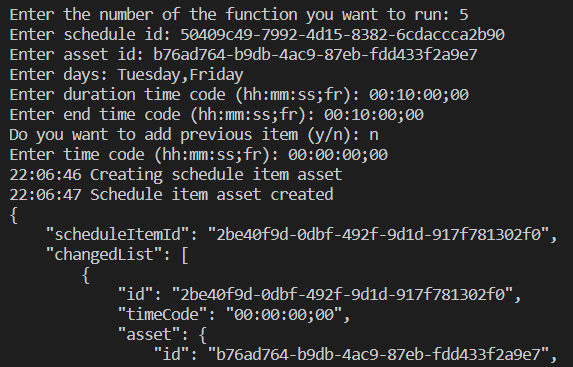 Enter the number of the function you want to run: 5
Enter schedule id: 50409c49-7992-4d15-8382-6cdaccca2b90
Enter asset id: b76ad764-b9db-4ac9-87eb-fdd433f2a9e7
Enter days: Tuesday,Friday
Enter duration time code (hh:mm:ss;fr): 00:10:00;00
Enter end time code (hh:mm:ss;fr): 00:10:00;00
Do you want to add previous item (y/n): n
Enter time code (hh:mm:ss;fr): 00:00:00;00
22:06:46 Creating schedule item asset
22:06:47 Schedule item asset created
{
    "scheduleItemId": "2be40f9d-0dbf-492f-9d1d-917f781302f0",
    "changedList": [
        {
            "id": "2be40f9d-0dbf-492f-9d1d-917f781302f0",
            "timeCode": "00:00:00;00",
            "asset": {
                "id": "b76ad764-b9db-4ac9-87eb-fdd433f2a9e7",